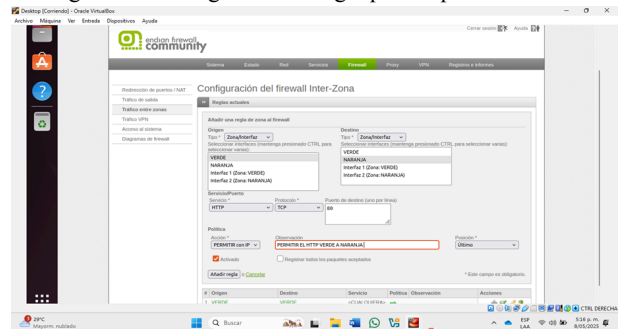 Desktop [Corriendo] - Oracle VirtualBox
Archivo Máquina Ver Entrada Dispositivos Ayuda
Cerrar sesión Ayuda
endian firewall
community
Sistema Estado Red Servicios Firewall Proxy VPN Registros e informes
Configuración del firewall Inter-Zona
Redirección de puertos / NAT
Tráfico de salida
Tráfico entre zonas
Tráfico VPN
Acceso al sistema
Diagramas de firewall
Reglas actuales
Añadir una regla de zona al firewall
Origen Destino
Tipo * Zona/Interfaz Tipo * Zona/Interfaz
Seleccionar interfaces (mantenga presionado CTRL para seleccionar varias): Seleccionar interfaces (mantenga presionado CTRL para seleccionar varias):
VERDE VERDE
NARANJA NARANJA
Interfaz 1 (Zona: VERDE) Interfaz 1 (Zona: VERDE)
Interfaz 2 (Zona: NARANJA) Interfaz 2 (Zona: NARANJA)
Servicio/Puerto
Servicio * Protocolo * Puerto de destino (uno por línea)
HTTP TCP 80
Política
Acción * Observación Posición *
PERMITIR con IP PERMITIR EL HTTP VERDE A NARANJA Último
Activado Registrar todos los paquetes aceptados
Añadir regla o Cancelar * Este campo es obligatorio.
# Origen Destino Servicio Política Observación Acciones
1 VERDE VERDE <CUALQUIERA>
CTRL DERECHA
29°C
Mayorm. nublado
Buscar
ESP
LAA
5:16 p. m.
8/05/2025